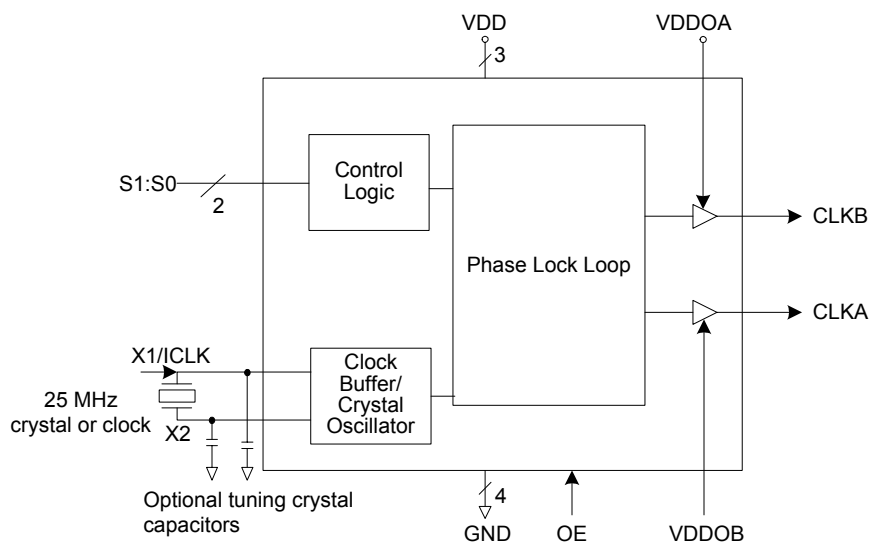 VDD
VDDOA
3
S1:S0
2
Control
Logic
CLKB
Phase Lock Loop
CLKA
X1/ICLK
25 MHz
crystal or clock
X2
Clock
Buffer/
Crystal
Oscillator
Optional tuning crystal
capacitors
4
GND
OE
VDDOB